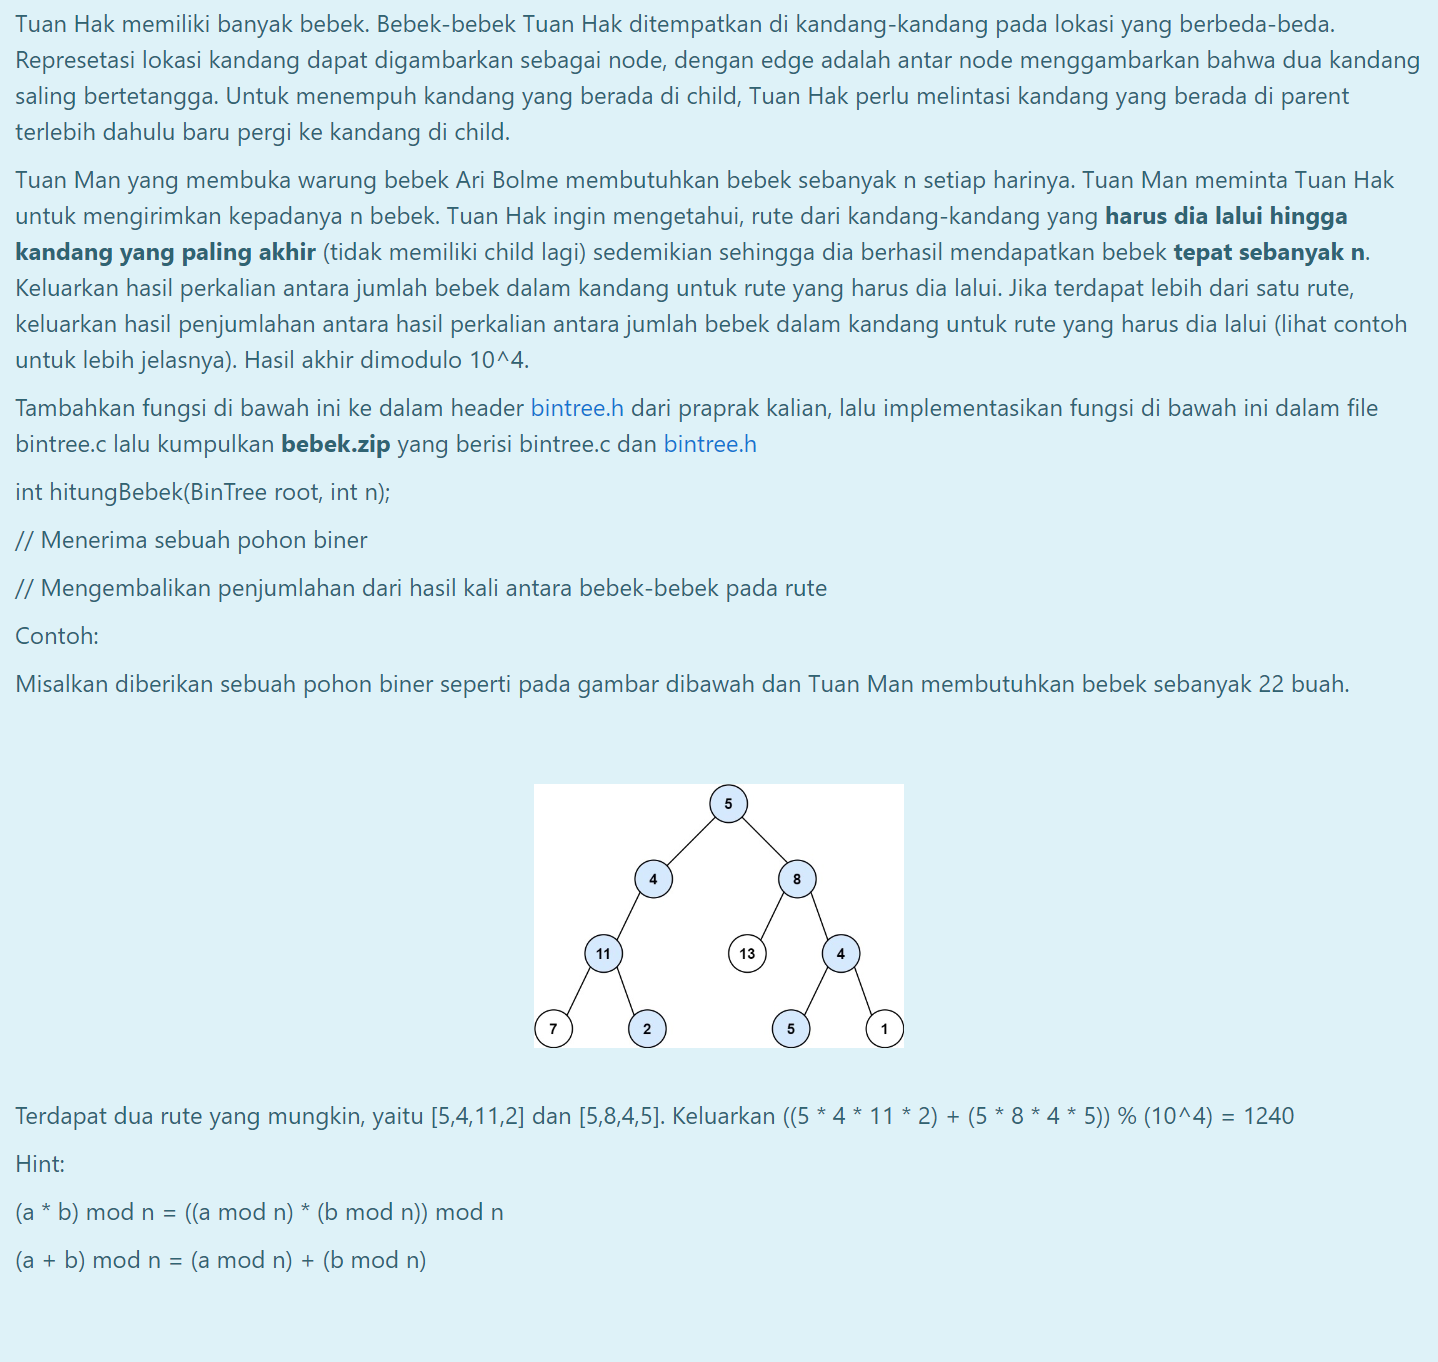 Tuan Hak memiliki banyak bebek. Bebek-bebek Tuan Hak ditempatkan di kandang-kandang pada lokasi yang berbeda-beda.
Represetasi lokasi kandang dapat digambarkan sebagai node, dengan edge adalah antar node menggambarkan bahwa dua kandang
saling bertetangga. Untuk menempuh kandang yang berada di child, Tuan Hak perlu melintasi kandang yang berada di parent
terlebih dahulu baru pergi ke kandang di child.
Tuan Man yang membuka warung bebek Ari Bolme membutuhkan bebek sebanyak n setiap harinya. Tuan Man meminta Tuan Hak
untuk mengirimkan kepadanya n bebek. Tuan Hak ingin mengetahui, rute dari kandang-kandang yang harus dia lalui hingga
kandang yang paling akhir (tidak memiliki child lagi) sedemikian sehingga dia berhasil mendapatkan bebek tepat sebanyak n.
Keluarkan hasil perkalian antara jumlah bebek dalam kandang untuk rute yang harus dia lalui. Jika terdapat lebih dari satu rute,
keluarkan hasil penjumlahan antara hasil perkalian antara jumlah bebek dalam kandang untuk rute yang harus dia lalui (lihat contoh
untuk lebih jelasnya). Hasil akhir dimodulo 10^4.
Tambahkan fungsi di bawah ini ke dalam header bintree.h dari praprak kalian, lalu implementasikan fungsi di bawah ini dalam file
bintree.c lalu kumpulkan bebek.zip yang berisi bintree.c dan bintree.h
int hitungBebek(BinTree root, int n);
// Menerima sebuah pohon biner
// Mengembalikan penjumlahan dari hasil kali antara bebek-bebek pada rute
Contoh:
Misalkan diberikan sebuah pohon biner seperti pada gambar dibawah dan Tuan Man membutuhkan bebek sebanyak 22 buah.
5
4 8
11 13 4
7 2 5 1
Terdapat dua rute yang mungkin, yaitu [5,4,11,2] dan [5,8,4,5]. Keluarkan ((5 * 4 * 11 * 2) + (5 * 8 * 4 * 5)) % (10^4) = 1240
Hint:
(a * b) mod n = ((a mod n) * (b mod n)) mod n
(a + b) mod n = (a mod n) + (b mod n)